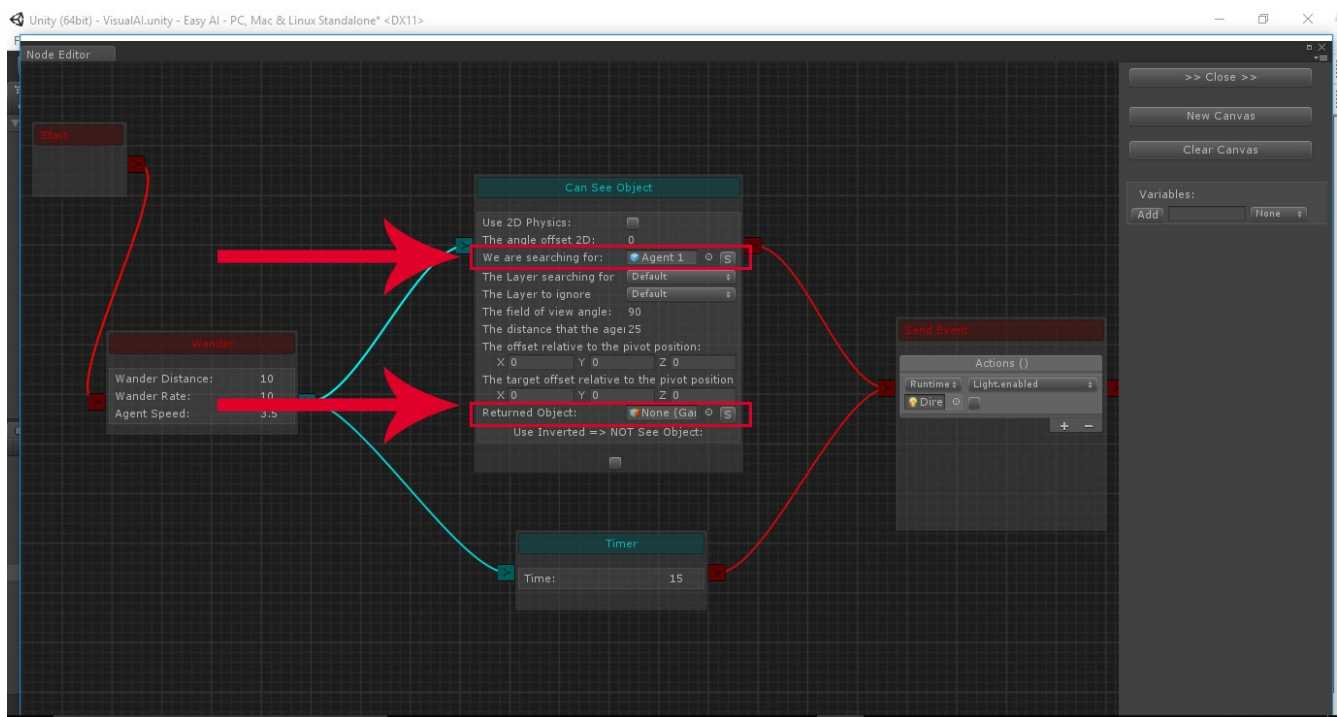 Unity (64bit) - VisualAI.unity - Easy AI - PC, Mac & Linux Standalone* <DX11>
Node Editor
>> Close >>
New Canvas
Clear Canvas
Variables:
Add None
Start
Can See Object
Use 2D Physics:
The angle offset 2D: 0
We are searching for: Agent 1 S
The Layer searching for Default
The Layer to ignore Default
The field of view angle: 90
The distance that the ager 25
The offset relative to the pivot position:
X 0 Y 0 Z 0
The target offset relative to the pivot position
X 0 Y 0 Z 0
Returned Object: None (Gar S
Use Inverted => NOT See Object:
Wander
Wander Distance: 10
Wander Rate: 10
Agent Speed: 3.5
Send Event
Actions ()
Runtime Light.enabled
Dire
+ -
Timer
Time: 15